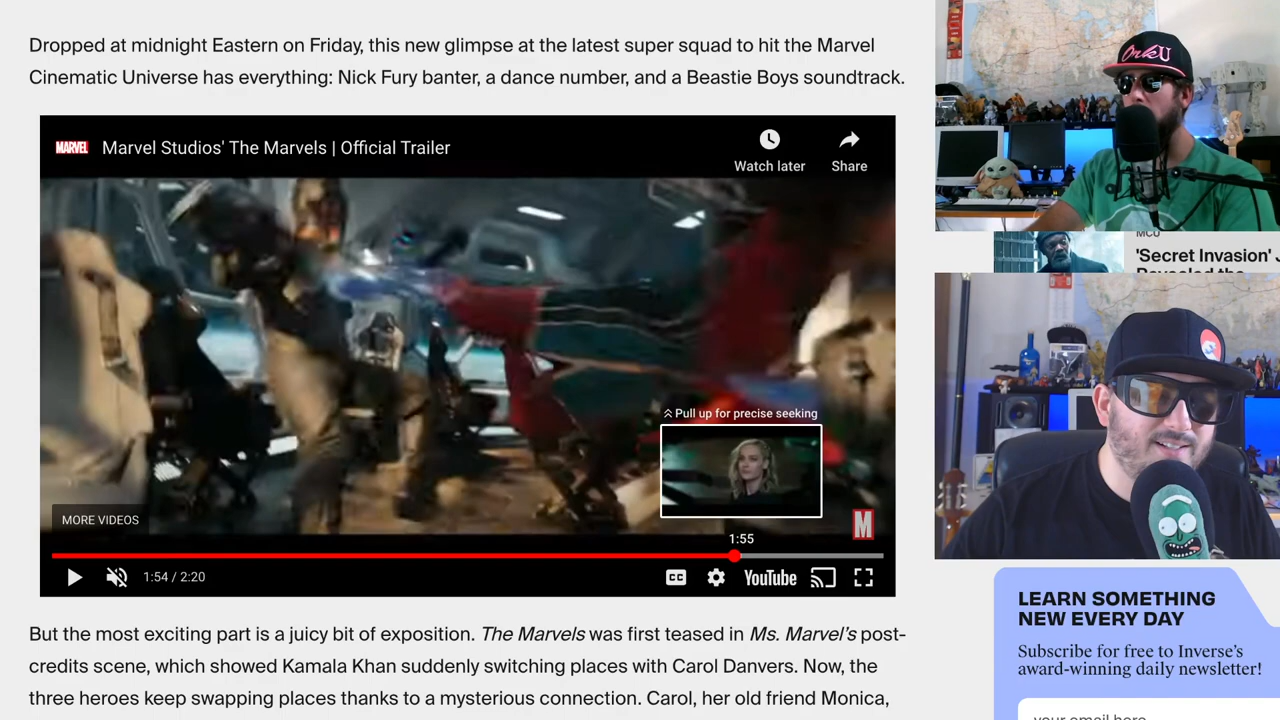 Dropped at midnight Eastern on Friday, this new glimpse at the latest super squad to hit the Marvel
Cinematic Universe has everything: Nick Fury banter, a dance number, and a Beastie Boys soundtrack.
MARVEL
Marvel Studios' The Marvels | Official Trailer
Watch later
Share
Pull up for precise seeking
MORE VIDEOS
M
1:55
1:54 / 2:20
CC
YouTube
But the most exciting part is a juicy bit of exposition. The Marvels was first teased in Ms. Marvel's post-
credits scene, which showed Kamala Khan suddenly switching places with Carol Danvers. Now, the
three heroes keep swapping places thanks to a mysterious connection. Carol, her old friend Monica,
OnkU
MCU
'Secret Invasion'
Revealed the
LEARN SOMETHING
NEW EVERY DAY
Subscribe for free to Inverse's
award-winning daily newsletter!
your email here